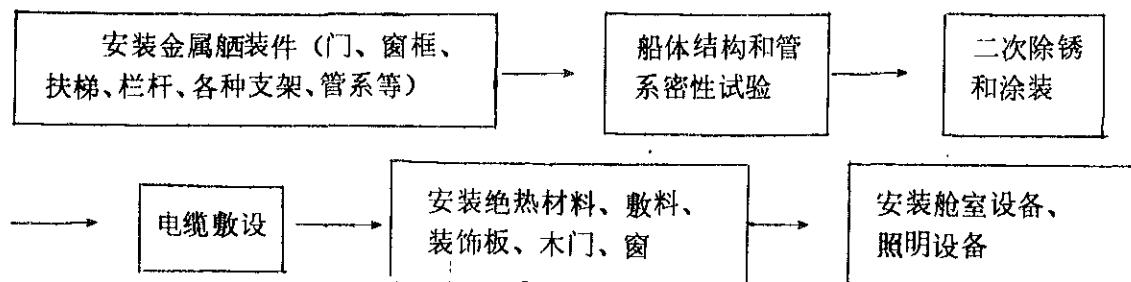 安装金属舾装件（门、窗框、
扶梯、栏杆、各种支架、管系等）
船体结构和管
系密性试验
二次除锈
和涂装
电缆敷设
安装绝热材料、敷料、
装饰板、木门、窗
安装舱室设备、
照明设备